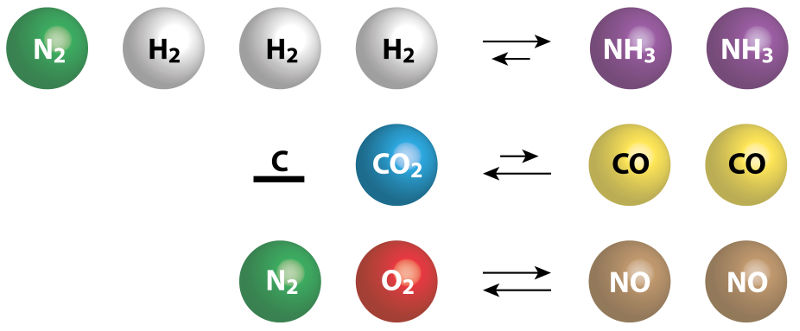 N₂ H₂ H₂ H₂ NH₃ NH₃
C CO₂ CO CO
N₂ O₂ NO NO